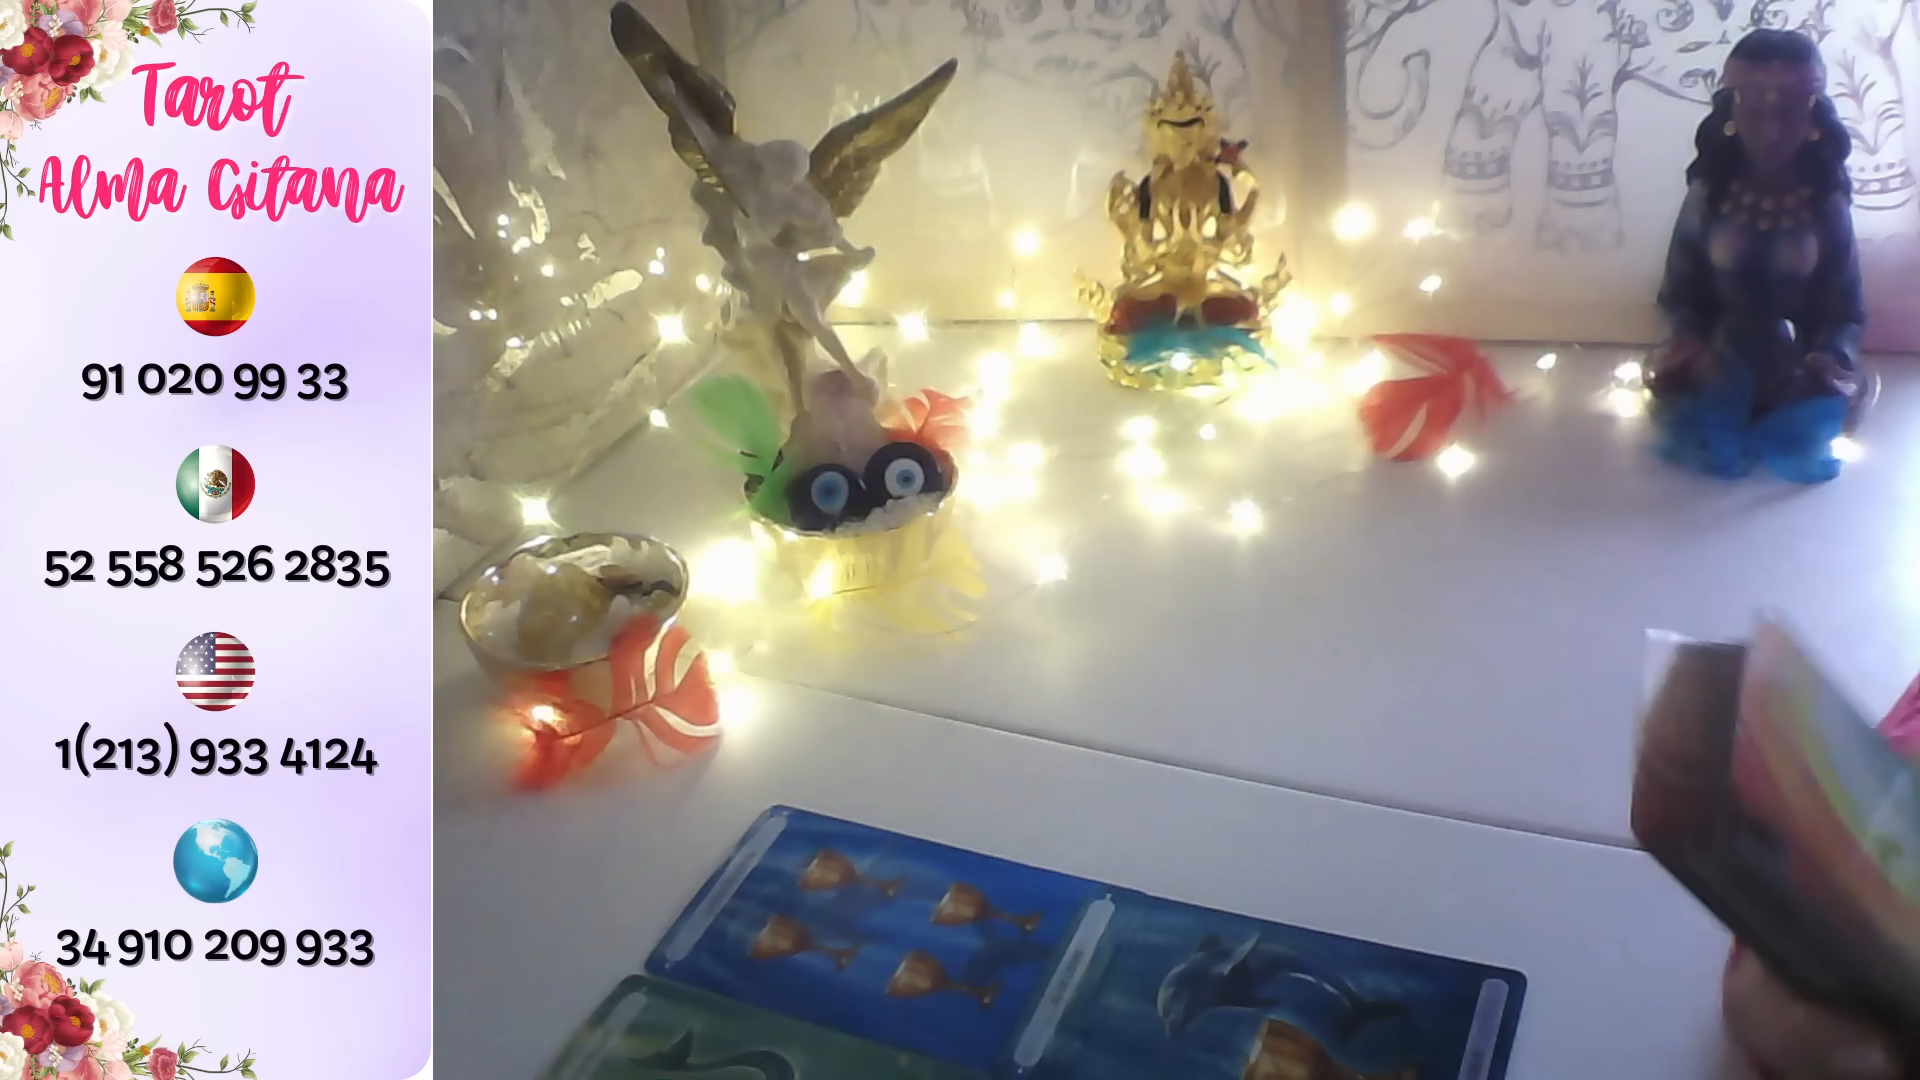 Tarot
Alma Gitana
91 020 99 33
52 558 526 2835
1(213) 933 4124
34 910 209 933